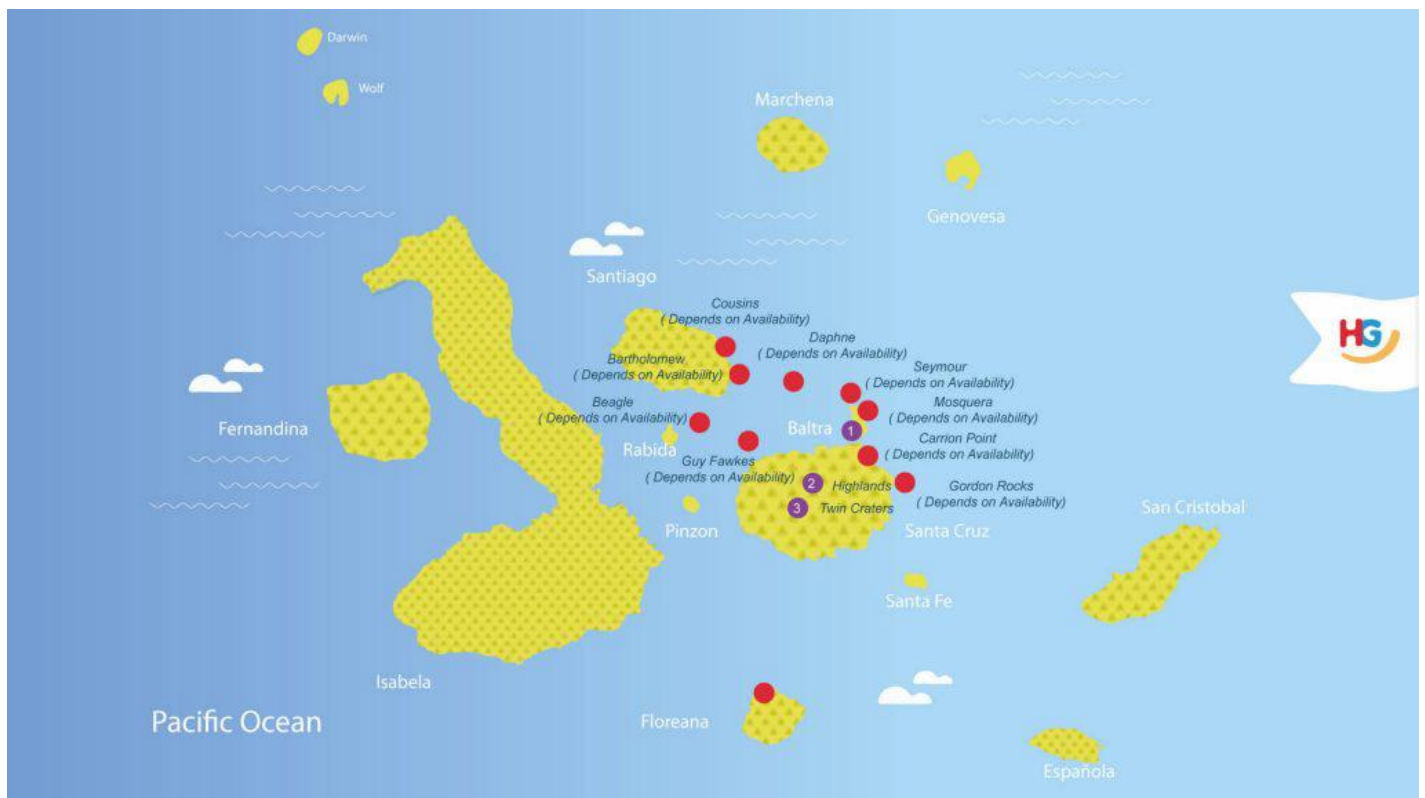 Darwin
Wolf
Marchena
Genovesa
Santiago
Cousins
( Depends on Availability)
Daphne
( Depends on Availability)
Bartholomew
( Depends on Availability)
Seymour
( Depends on Availability)
HG
Beagle
( Depends on Availability)
Mosquera
( Depends on Availability)
Fernandina
Rabida
Baltra
1
Carrion Point
( Depends on Availability)
Guy Fawkes
( Depends on Availability)
2
Highlands
Gordon Rocks
( Depends on Availability)
3
Twin Craters
Pinzon
Santa Cruz
San Cristobal
Santa Fe
Isabela
Pacific Ocean
Floreana
Española